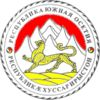 РЕСПУБЛИКА ЮЖНАЯ ОСЕТИЯ
РЕСПУБЛИКӔ ХУССАР ИРЫСТОН